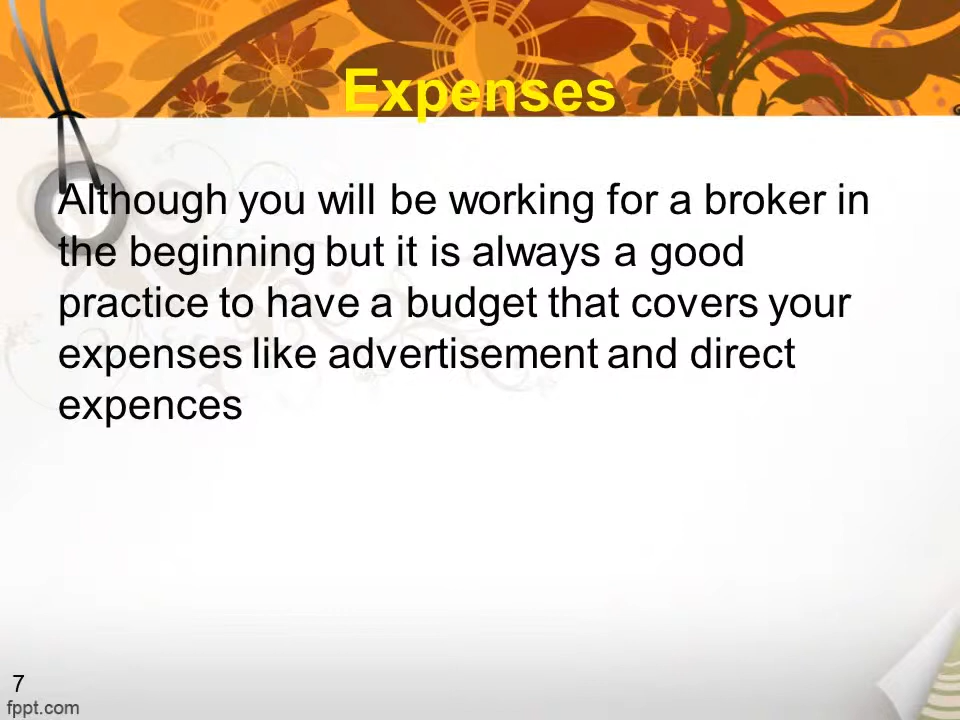 Expenses
Although you will be working for a broker in
the beginning but it is always a good
practice to have a budget that covers your
expenses like advertisement and direct
expences
7
fppt.com